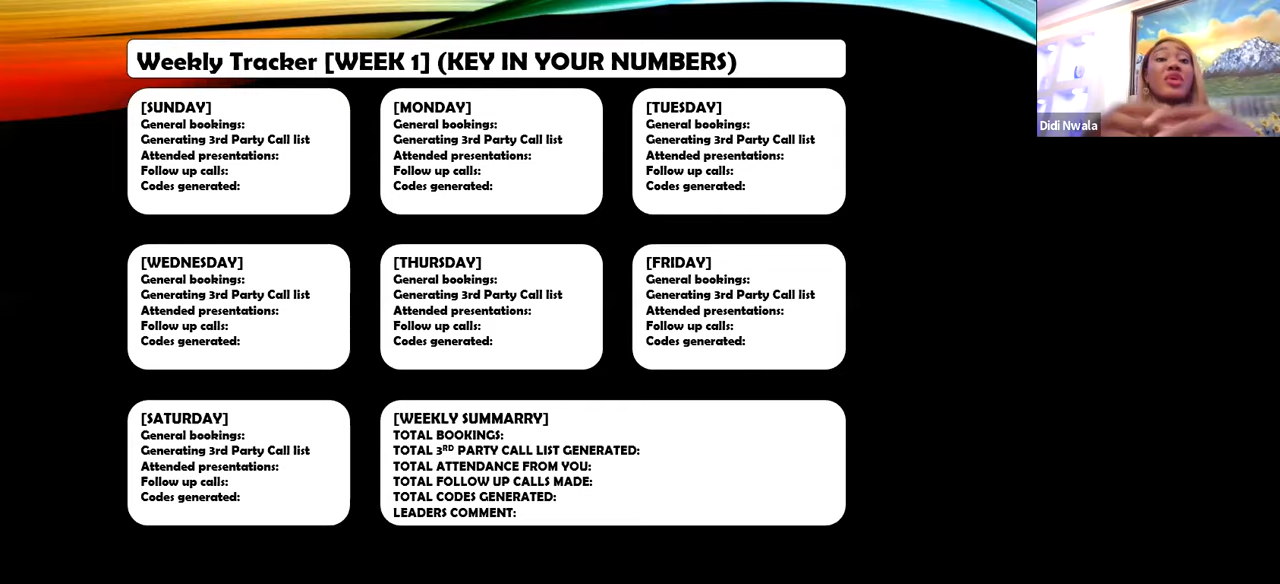 Weekly Tracker [WEEK 1] (KEY IN YOUR NUMBERS)
[SUNDAY]
General bookings:
Generating 3rd Party Call list
Attended presentations:
Follow up calls:
Codes generated:
[MONDAY]
General bookings:
Generating 3rd Party Call list
Attended presentations:
Follow up calls:
Codes generated:
[TUESDAY]
General bookings:
Generating 3rd Party Call list
Attended presentations:
Follow up calls:
Codes generated:
[WEDNESDAY]
General bookings:
Generating 3rd Party Call list
Attended presentations:
Follow up calls:
Codes generated:
[THURSDAY]
General bookings:
Generating 3rd Party Call list
Attended presentations:
Follow up calls:
Codes generated:
[FRIDAY]
General bookings:
Generating 3rd Party Call list
Attended presentations:
Follow up calls:
Codes generated:
[SATURDAY]
General bookings:
Generating 3rd Party Call list
Attended presentations:
Follow up calls:
Codes generated:
[WEEKLY SUMMARRY]
TOTAL BOOKINGS:
TOTAL 3RD PARTY CALL LIST GENERATED:
TOTAL ATTENDANCE FROM YOU:
TOTAL FOLLOW UP CALLS MADE:
TOTAL CODES GENERATED:
LEADERS COMMENT:
Didi Nwala